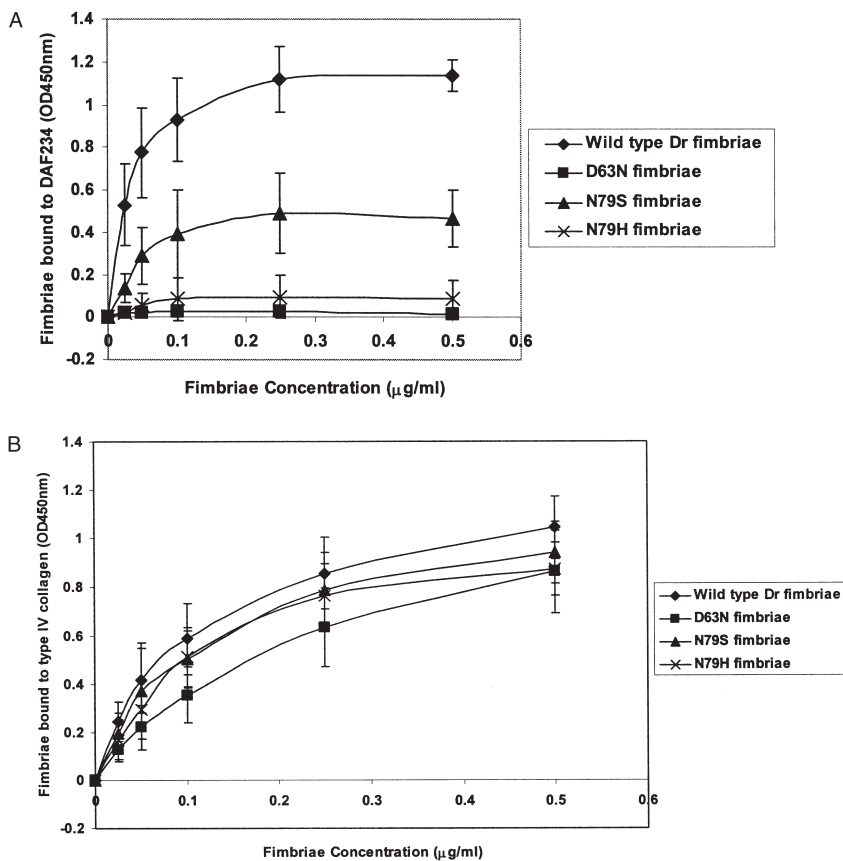 A
Fimbriae bound to DAF234 (OD450nm)
1.4
1.2
1
0.8
0.6
0.4
0.2
0
-0.2
0
0.1
0.2
0.3
0.4
0.5
0.6
Fimbriae Concentration (μg/ml)
Wild type Dr fimbriae
D63N fimbriae
N79S fimbriae
N79H fimbriae
B
Fimbriae bound to type IV collagen (OD450nm)
1.4
1.2
1
0.8
0.6
0.4
0.2
0
-0.2
0
0.1
0.2
0.3
0.4
0.5
0.6
Fimbriae Concentration (μg/ml)
Wild type Dr fimbriae
D63N fimbriae
N79S fimbriae
N79H fimbriae